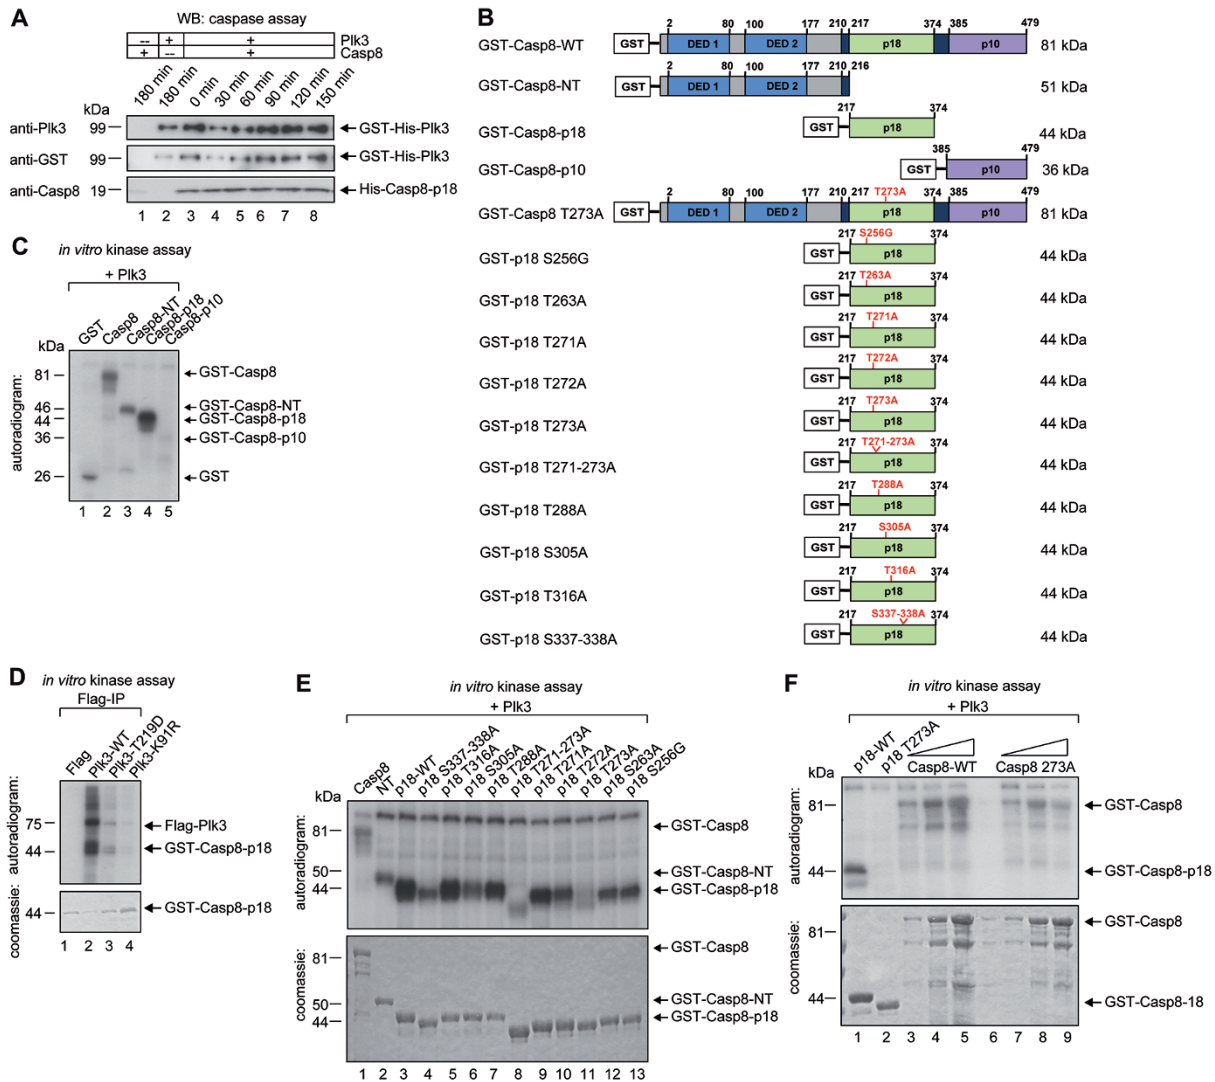 A
WB: caspase assay
-- + + Plk3
+ -- + Casp8
180 min 180 min 0 min 30 min 60 min 90 min 120 min 150 min
kDa
anti-Plk3 99 GST-His-Plk3
anti-GST 99 GST-His-Plk3
anti-Casp8 19 His-Casp8-p18
1 2 3 4 5 6 7 8
B
2 80 100 177 210 217 374 385 479
GST-Casp8-WT GST DED 1 DED 2 p18 p10 81 kDa
2 80 100 177 210 216
GST-Casp8-NT GST DED 1 DED 2 51 kDa
217 374
GST-Casp8-p18 GST p18 44 kDa
385 479
GST-Casp8-p10 GST p10 36 kDa
2 80 100 177 210 217 T273A 374 385 479
GST-Casp8 T273A GST DED 1 DED 2 p18 p10 81 kDa
217 S256G 374
GST-p18 S256G GST p18 44 kDa
217 T263A 374
GST-p18 T263A GST p18 44 kDa
217 T271A 374
GST-p18 T271A GST p18 44 kDa
217 T272A 374
GST-p18 T272A GST p18 44 kDa
217 T273A 374
GST-p18 T273A GST p18 44 kDa
217 T271-273A 374
GST-p18 T271-273A GST p18 44 kDa
217 T288A 374
GST-p18 T288A GST p18 44 kDa
217 S305A 374
GST-p18 S305A GST p18 44 kDa
217 T316A 374
GST-p18 T316A GST p18 44 kDa
217 S337-338A 374
GST-p18 S337-338A GST p18 44 kDa
C
in vitro kinase assay
+ Plk3
GST Casp8 Casp8-NT Casp8-p18 Casp8-p10
kDa
autoradiogram:
81 GST-Casp8
46 GST-Casp8-NT
44 GST-Casp8-p18
36 GST-Casp8-p10
26 GST
1 2 3 4 5
D
in vitro kinase assay
Flag-IP
Flag Plk3-WT Plk3-T219D Plk3-K91R
autoradiogram:
75 Flag-Plk3
44 GST-Casp8-p18
coomassie:
44 GST-Casp8-p18
1 2 3 4
E
in vitro kinase assay
+ Plk3
Casp8 NT p18-WT p18 S337-338A p18 T316A p18 S305A p18 T288A p18 T271-273A p18 T271A p18 T272A p18 T273A p18 S263A p18 S256G
kDa
autoradiogram:
81 GST-Casp8
50 GST-Casp8-NT
44 GST-Casp8-p18
coomassie:
81 GST-Casp8
50 GST-Casp8-NT
44 GST-Casp8-p18
1 2 3 4 5 6 7 8 9 10 11 12 13
F
in vitro kinase assay
+ Plk3
p18-WT p18 T273A Casp8-WT Casp8 273A
kDa
autoradiogram:
81 GST-Casp8
44 GST-Casp8-p18
coomassie:
81 GST-Casp8
44 GST-Casp8-18
1 2 3 4 5 6 7 8 9